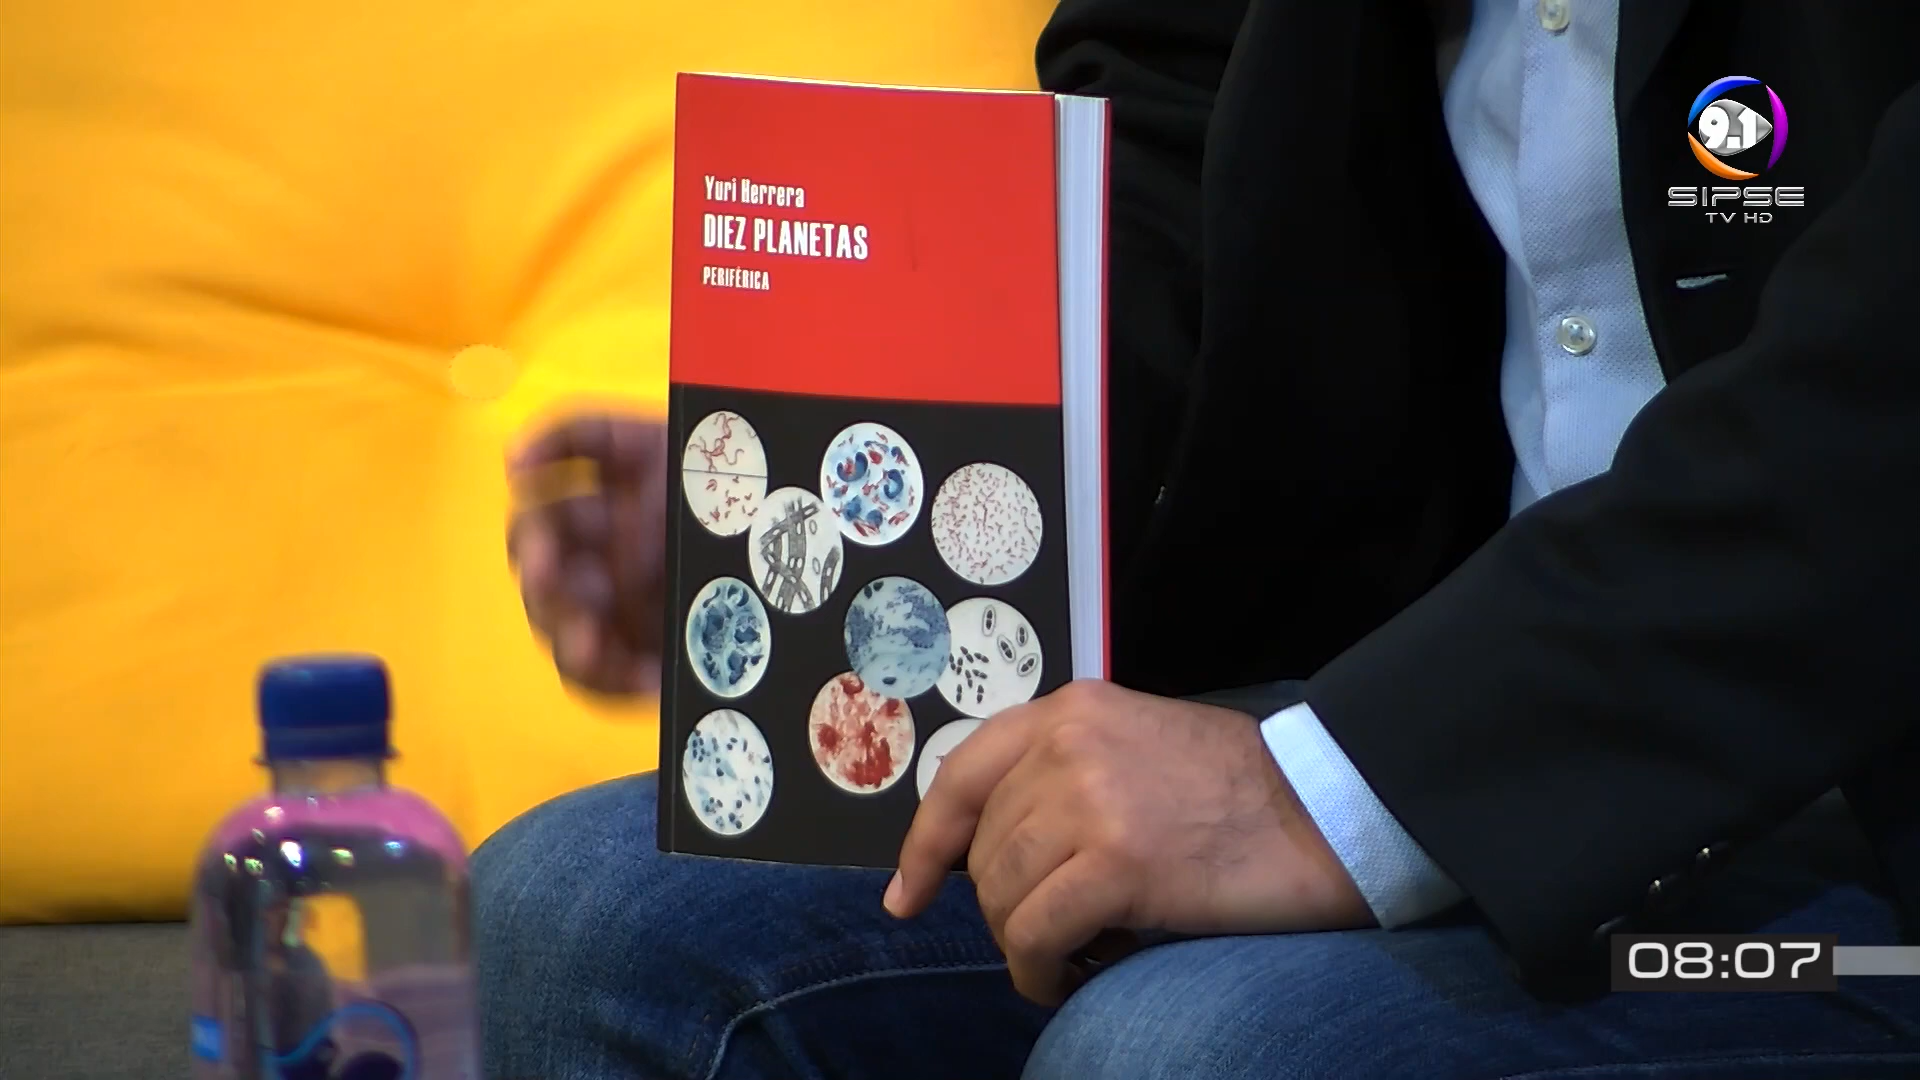 Yuri Herrera
DIEZ PLANETAS
PERIFÉRICA
9.1
SIPSE
TV HD
08:07